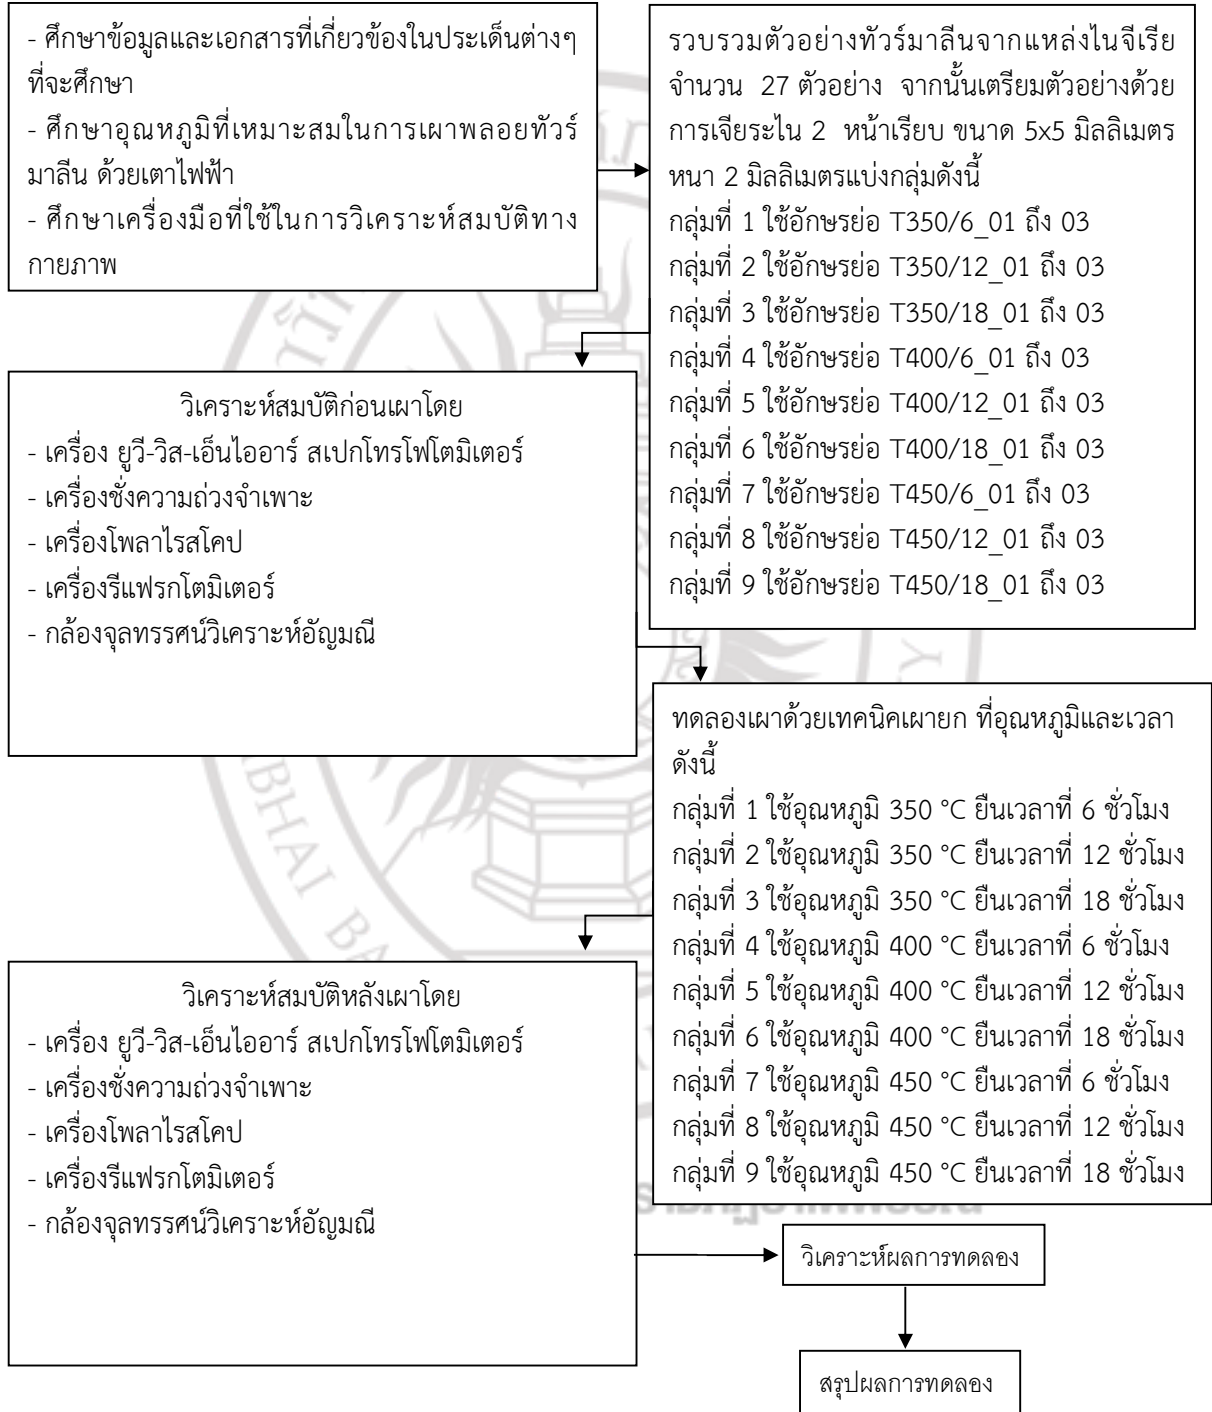 - ศึกษาข้อมูลและเอกสารที่เกี่ยวข้องในประเด็นต่างๆ
ที่จะศึกษา
- ศึกษาอุณหภูมิที่เหมาะสมในการเผาพลอยทัวร์
มาลีน ด้วยเตาไฟฟ้า
- ศึกษาเครื่องมือที่ใช้ในการวิเคราะห์สมบัติทาง
กายภาพ
รวบรวมตัวอย่างทัวร์มาลีนจากแหล่งไนจีเรีย
จำนวน 27 ตัวอย่าง จากนั้นเตรียมตัวอย่างด้วย
การเจียระไน 2 หน้าเรียบ ขนาด 5x5 มิลลิเมตร
หนา 2 มิลลิเมตรแบ่งกลุ่มดังนี้
กลุ่มที่ 1 ใช้อักษรย่อ T350/6_01 ถึง 03
กลุ่มที่ 2 ใช้อักษรย่อ T350/12_01 ถึง 03
กลุ่มที่ 3 ใช้อักษรย่อ T350/18_01 ถึง 03
กลุ่มที่ 4 ใช้อักษรย่อ T400/6_01 ถึง 03
กลุ่มที่ 5 ใช้อักษรย่อ T400/12_01 ถึง 03
กลุ่มที่ 6 ใช้อักษรย่อ T400/18_01 ถึง 03
กลุ่มที่ 7 ใช้อักษรย่อ T450/6_01 ถึง 03
กลุ่มที่ 8 ใช้อักษรย่อ T450/12_01 ถึง 03
กลุ่มที่ 9 ใช้อักษรย่อ T450/18_01 ถึง 03
วิเคราะห์สมบัติก่อนเผาโดย
- เครื่อง ยูวี-วิส-เอ็นไออาร์ สเปกโทรโฟโตมิเตอร์
- เครื่องชั่งความถ่วงจำเพาะ
- เครื่องโพลาไรสโคป
- เครื่องรีแฟรกโตมิเตอร์
- กล้องจุลทรรศน์วิเคราะห์อัญมณี
ทดลองเผาด้วยเทคนิคเผายก ที่อุณหภูมิและเวลา
ดังนี้
กลุ่มที่ 1 ใช้อุณหภูมิ 350 °C ยืนเวลาที่ 6 ชั่วโมง
กลุ่มที่ 2 ใช้อุณหภูมิ 350 °C ยืนเวลาที่ 12 ชั่วโมง
กลุ่มที่ 3 ใช้อุณหภูมิ 350 °C ยืนเวลาที่ 18 ชั่วโมง
กลุ่มที่ 4 ใช้อุณหภูมิ 400 °C ยืนเวลาที่ 6 ชั่วโมง
กลุ่มที่ 5 ใช้อุณหภูมิ 400 °C ยืนเวลาที่ 12 ชั่วโมง
กลุ่มที่ 6 ใช้อุณหภูมิ 400 °C ยืนเวลาที่ 18 ชั่วโมง
กลุ่มที่ 7 ใช้อุณหภูมิ 450 °C ยืนเวลาที่ 6 ชั่วโมง
กลุ่มที่ 8 ใช้อุณหภูมิ 450 °C ยืนเวลาที่ 12 ชั่วโมง
กลุ่มที่ 9 ใช้อุณหภูมิ 450 °C ยืนเวลาที่ 18 ชั่วโมง
วิเคราะห์สมบัติหลังเผาโดย
- เครื่อง ยูวี-วิส-เอ็นไออาร์ สเปกโทรโฟโตมิเตอร์
- เครื่องชั่งความถ่วงจำเพาะ
- เครื่องโพลาไรสโคป
- เครื่องรีแฟรกโตมิเตอร์
- กล้องจุลทรรศน์วิเคราะห์อัญมณี
วิเคราะห์ผลการทดลอง
สรุปผลการทดลอง